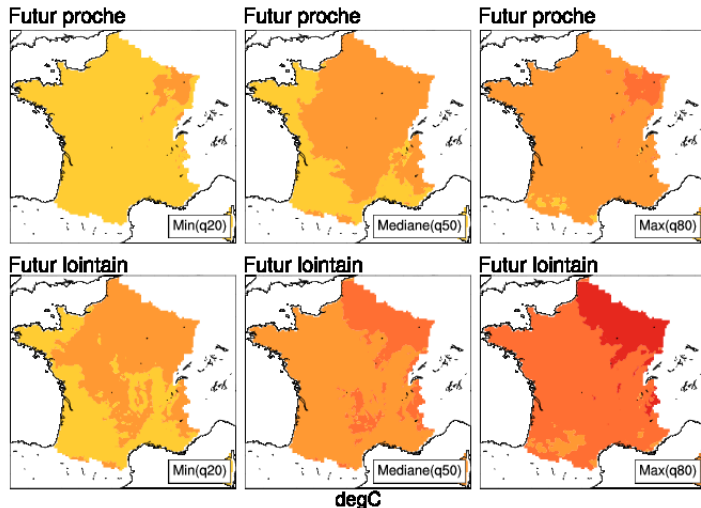 Futur proche
Futur proche
Futur proche
Min(q20)
Mediane(q50)
Max(q80)
Futur lointain
Futur lointain
Futur lointain
Min(q20)
Mediane(q50)
Max(q80)
degC